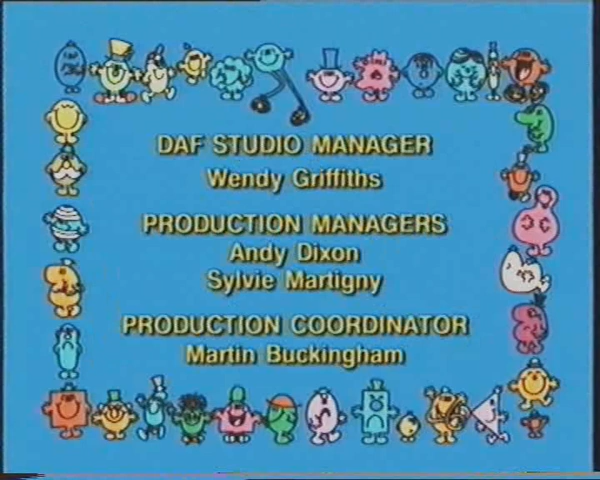 DAF STUDIO MANAGER
Wendy Griffiths
PRODUCTION MANAGERS
Andy Dixon
Sylvie Martigny
PRODUCTION COORDINATOR
Martin Buckingham